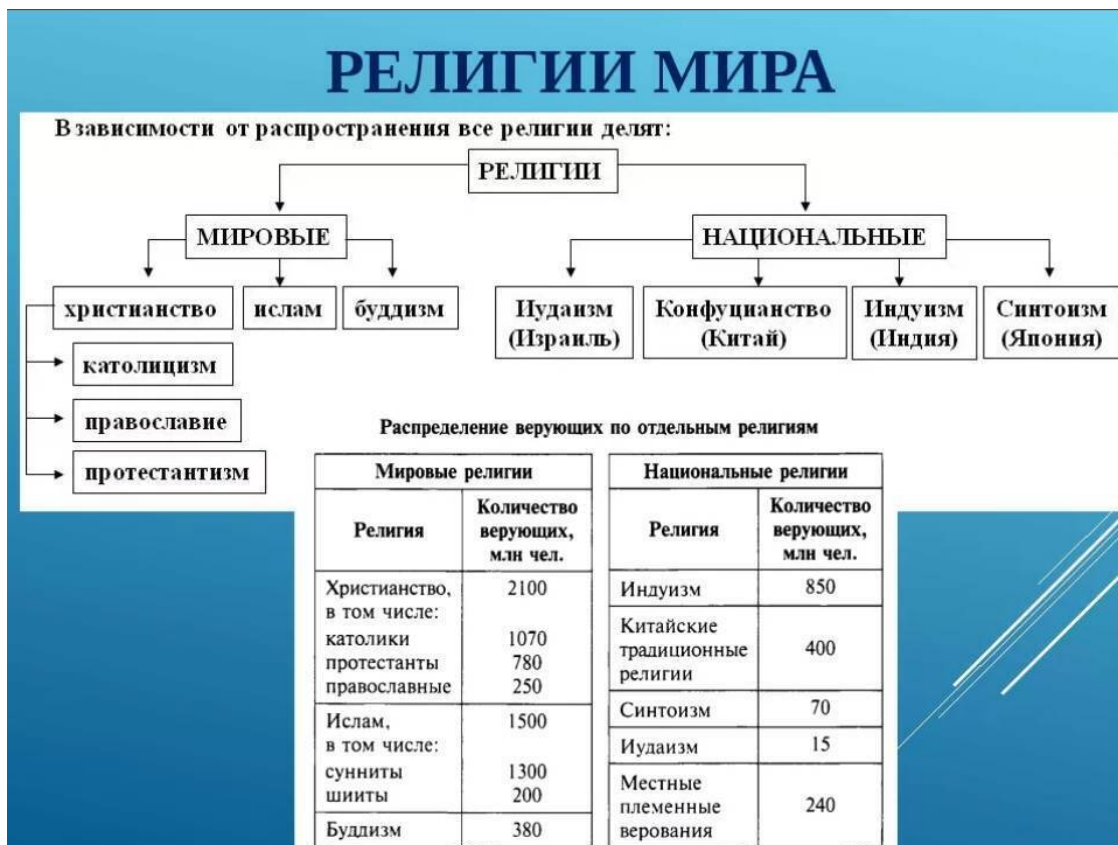 РЕЛИГИИ МИРА
В зависимости от распространения все религии делят:
РЕЛИГИИ
МИРОВЫЕ
НАЦИОНАЛЬНЫЕ
христианство
ислам
буддизм
Иудаизм
(Израиль)
Конфуцианство
(Китай)
Индуизм
(Индия)
Синтоизм
(Япония)
католицизм
православие
протестантизм
Распределение верующих по отдельным религиям
Мировые религии
Религия
Количество
верующих,
млн чел.
Христианство, 2100
в том числе:
католики 1070
протестанты 780
православные 250
Ислам, 1500
в том числе:
сунниты 1300
шииты 200
Буддизм 380
Национальные религии
Религия
Количество
верующих,
млн чел.
Индуизм 850
Китайские
традиционные 400
религии
Синтоизм 70
Иудаизм 15
Местные
племенные 240
верования